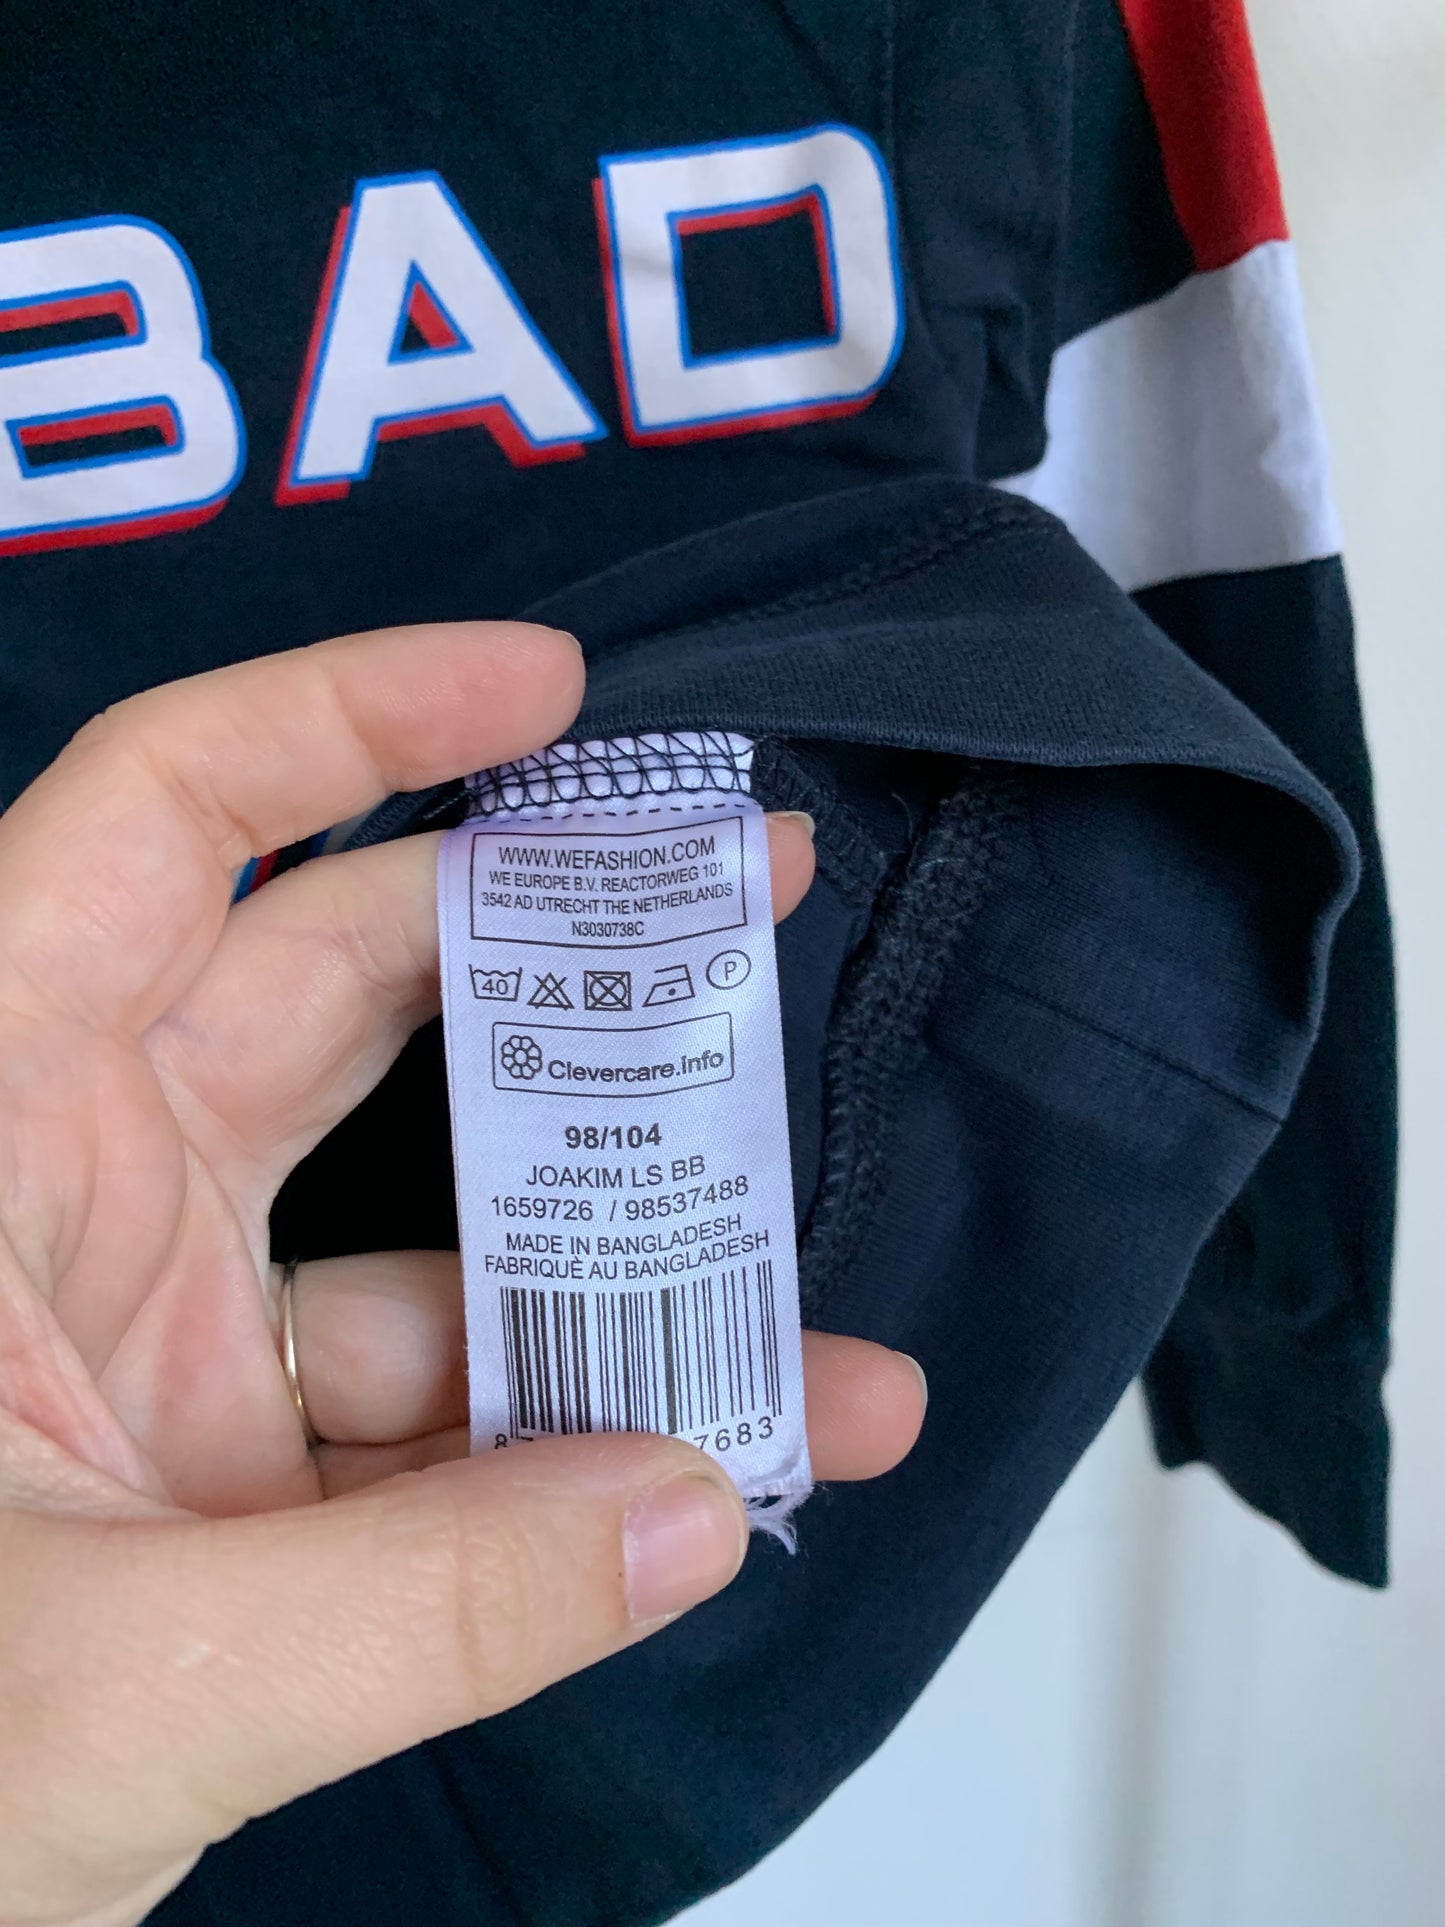 BAD
WWW.WEFASHION.COM
WE EUROPE B.V. REACTORWEG 101
3542 AD UTRECHT THE NETHERLANDS
N3030738C
40 P
Clevercare.info
98/104
JOAKIM LS BB
1659726 / 98537488
MADE IN BANGLADESH
FABRIQUÈ AU BANGLADESH
7683